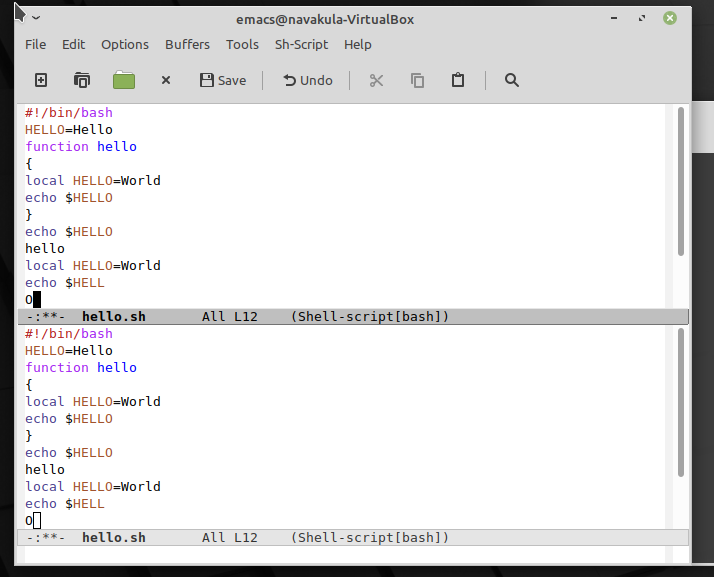 emacs@navakula-VirtualBox
File Edit Options Buffers Tools Sh-Script Help
Save Undo
#!/bin/bash
HELLO=Hello
function hello
{
local HELLO=World
echo $HELLO
}
echo $HELLO
hello
local HELLO=World
echo $HELL
O
-:**- hello.sh All L12 (Shell-script[bash])
#!/bin/bash
HELLO=Hello
function hello
{
local HELLO=World
echo $HELLO
}
echo $HELLO
hello
local HELLO=World
echo $HELL
O
-:**- hello.sh All L12 (Shell-script[bash])